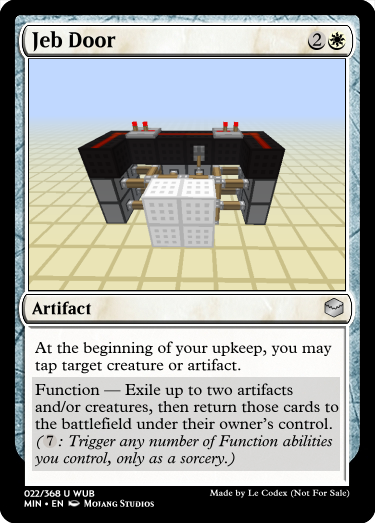 Jeb Door 2
Artifact
At the beginning of your upkeep, you may
tap target creature or artifact.
Function — Exile up to two artifacts
and/or creatures, then return those cards to
the battlefield under their owner's control.
(7 : Trigger any number of Function abilities
you control, only as a sorcery.)
022/368 U WUB
MIN • EN Mojang Studios
Made by Le Codex (Not For Sale)